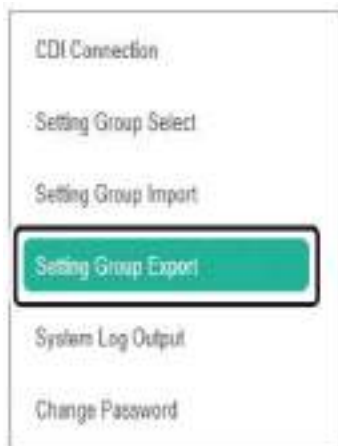 CDI Connection
Setting Group Select
Setting Group Import
Setting Group Export
System Log Output
Change Password